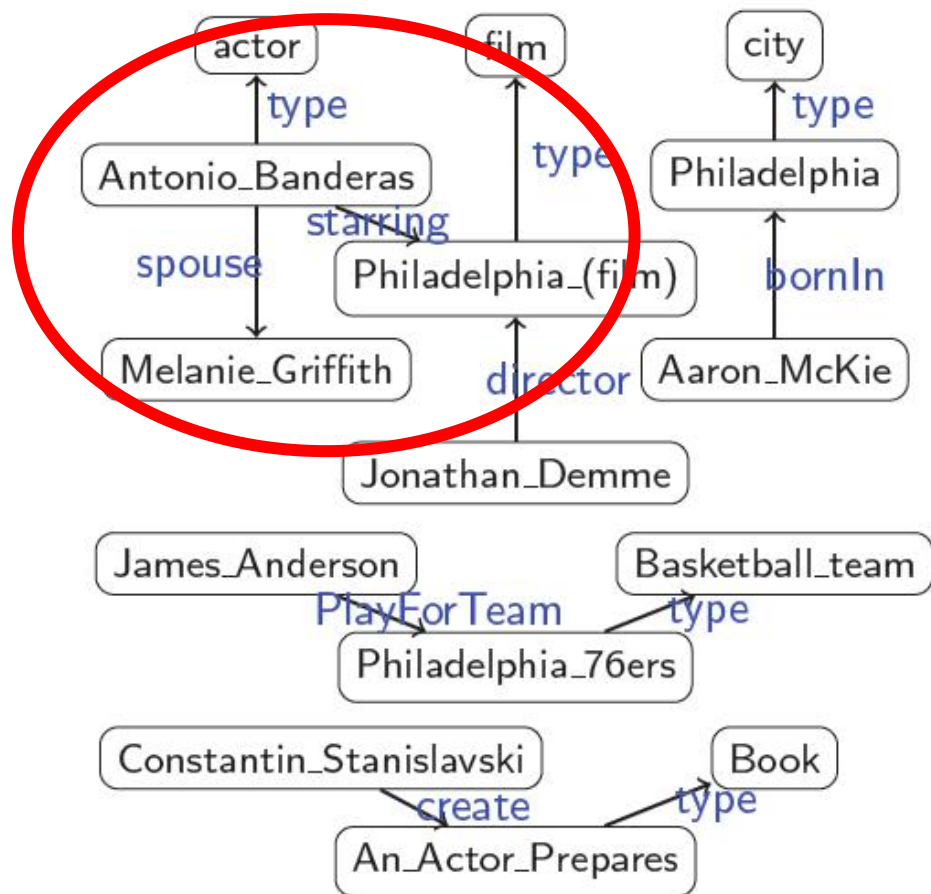 actor film city
type type
type
Antonio_Banderas Philadelphia
starring
spouse Philadelphia_(film) bornIn
Melanie_Griffith director Aaron_McKie
Jonathan_Demme
James_Anderson Basketball_team
PlayForTeam type
Philadelphia_76ers
Constantin_Stanislavski Book
create type
An_Actor_Prepares